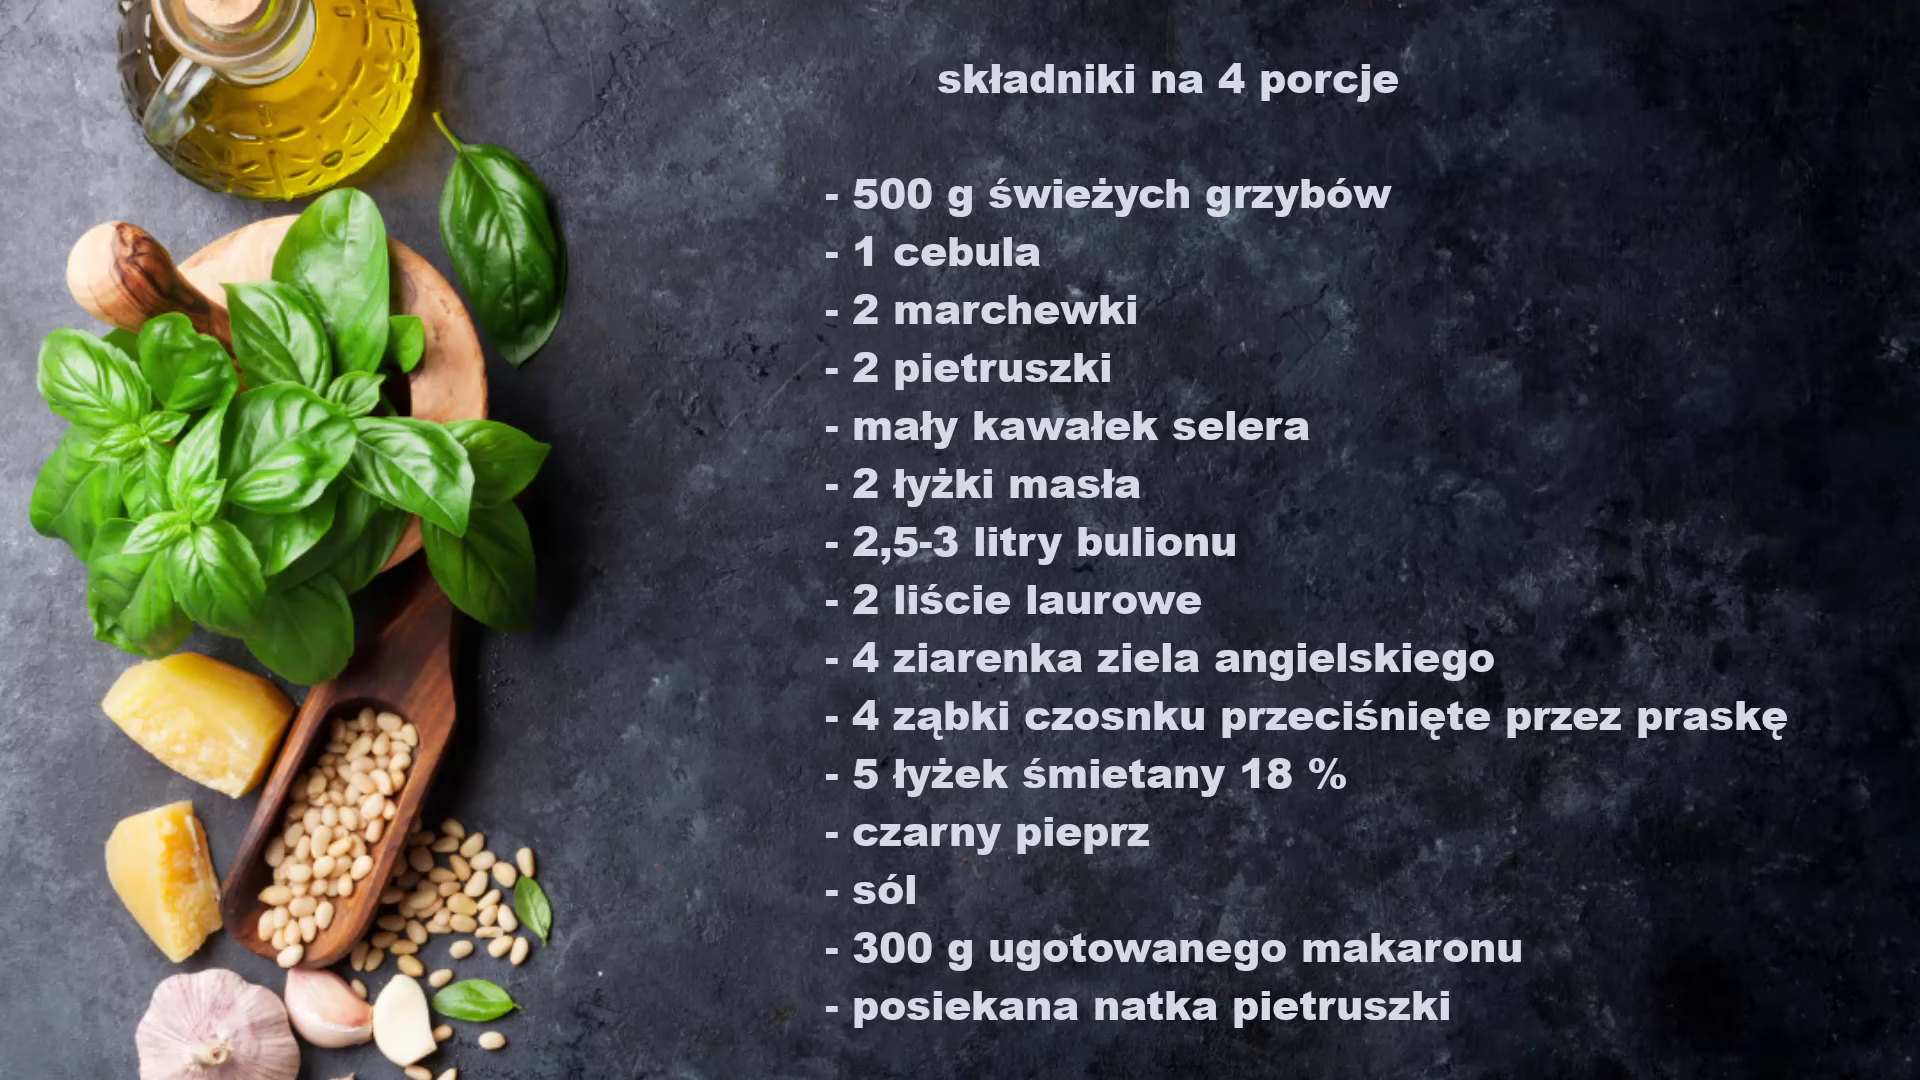 składniki na 4 porcje
- 500 g świeżych grzybów
- 1 cebula
- 2 marchewki
- 2 pietruszki
- mały kawałek selera
- 2 łyżki masła
- 2,5-3 litry bulionu
- 2 liście laurowe
- 4 ziarenka ziela angielskiego
- 4 ząbki czosnku przeciśnięte przez praskę
- 5 łyżek śmietany 18 %
- czarny pieprz
- sól
- 300 g ugotowanego makaronu
- posiekana natka pietruszki